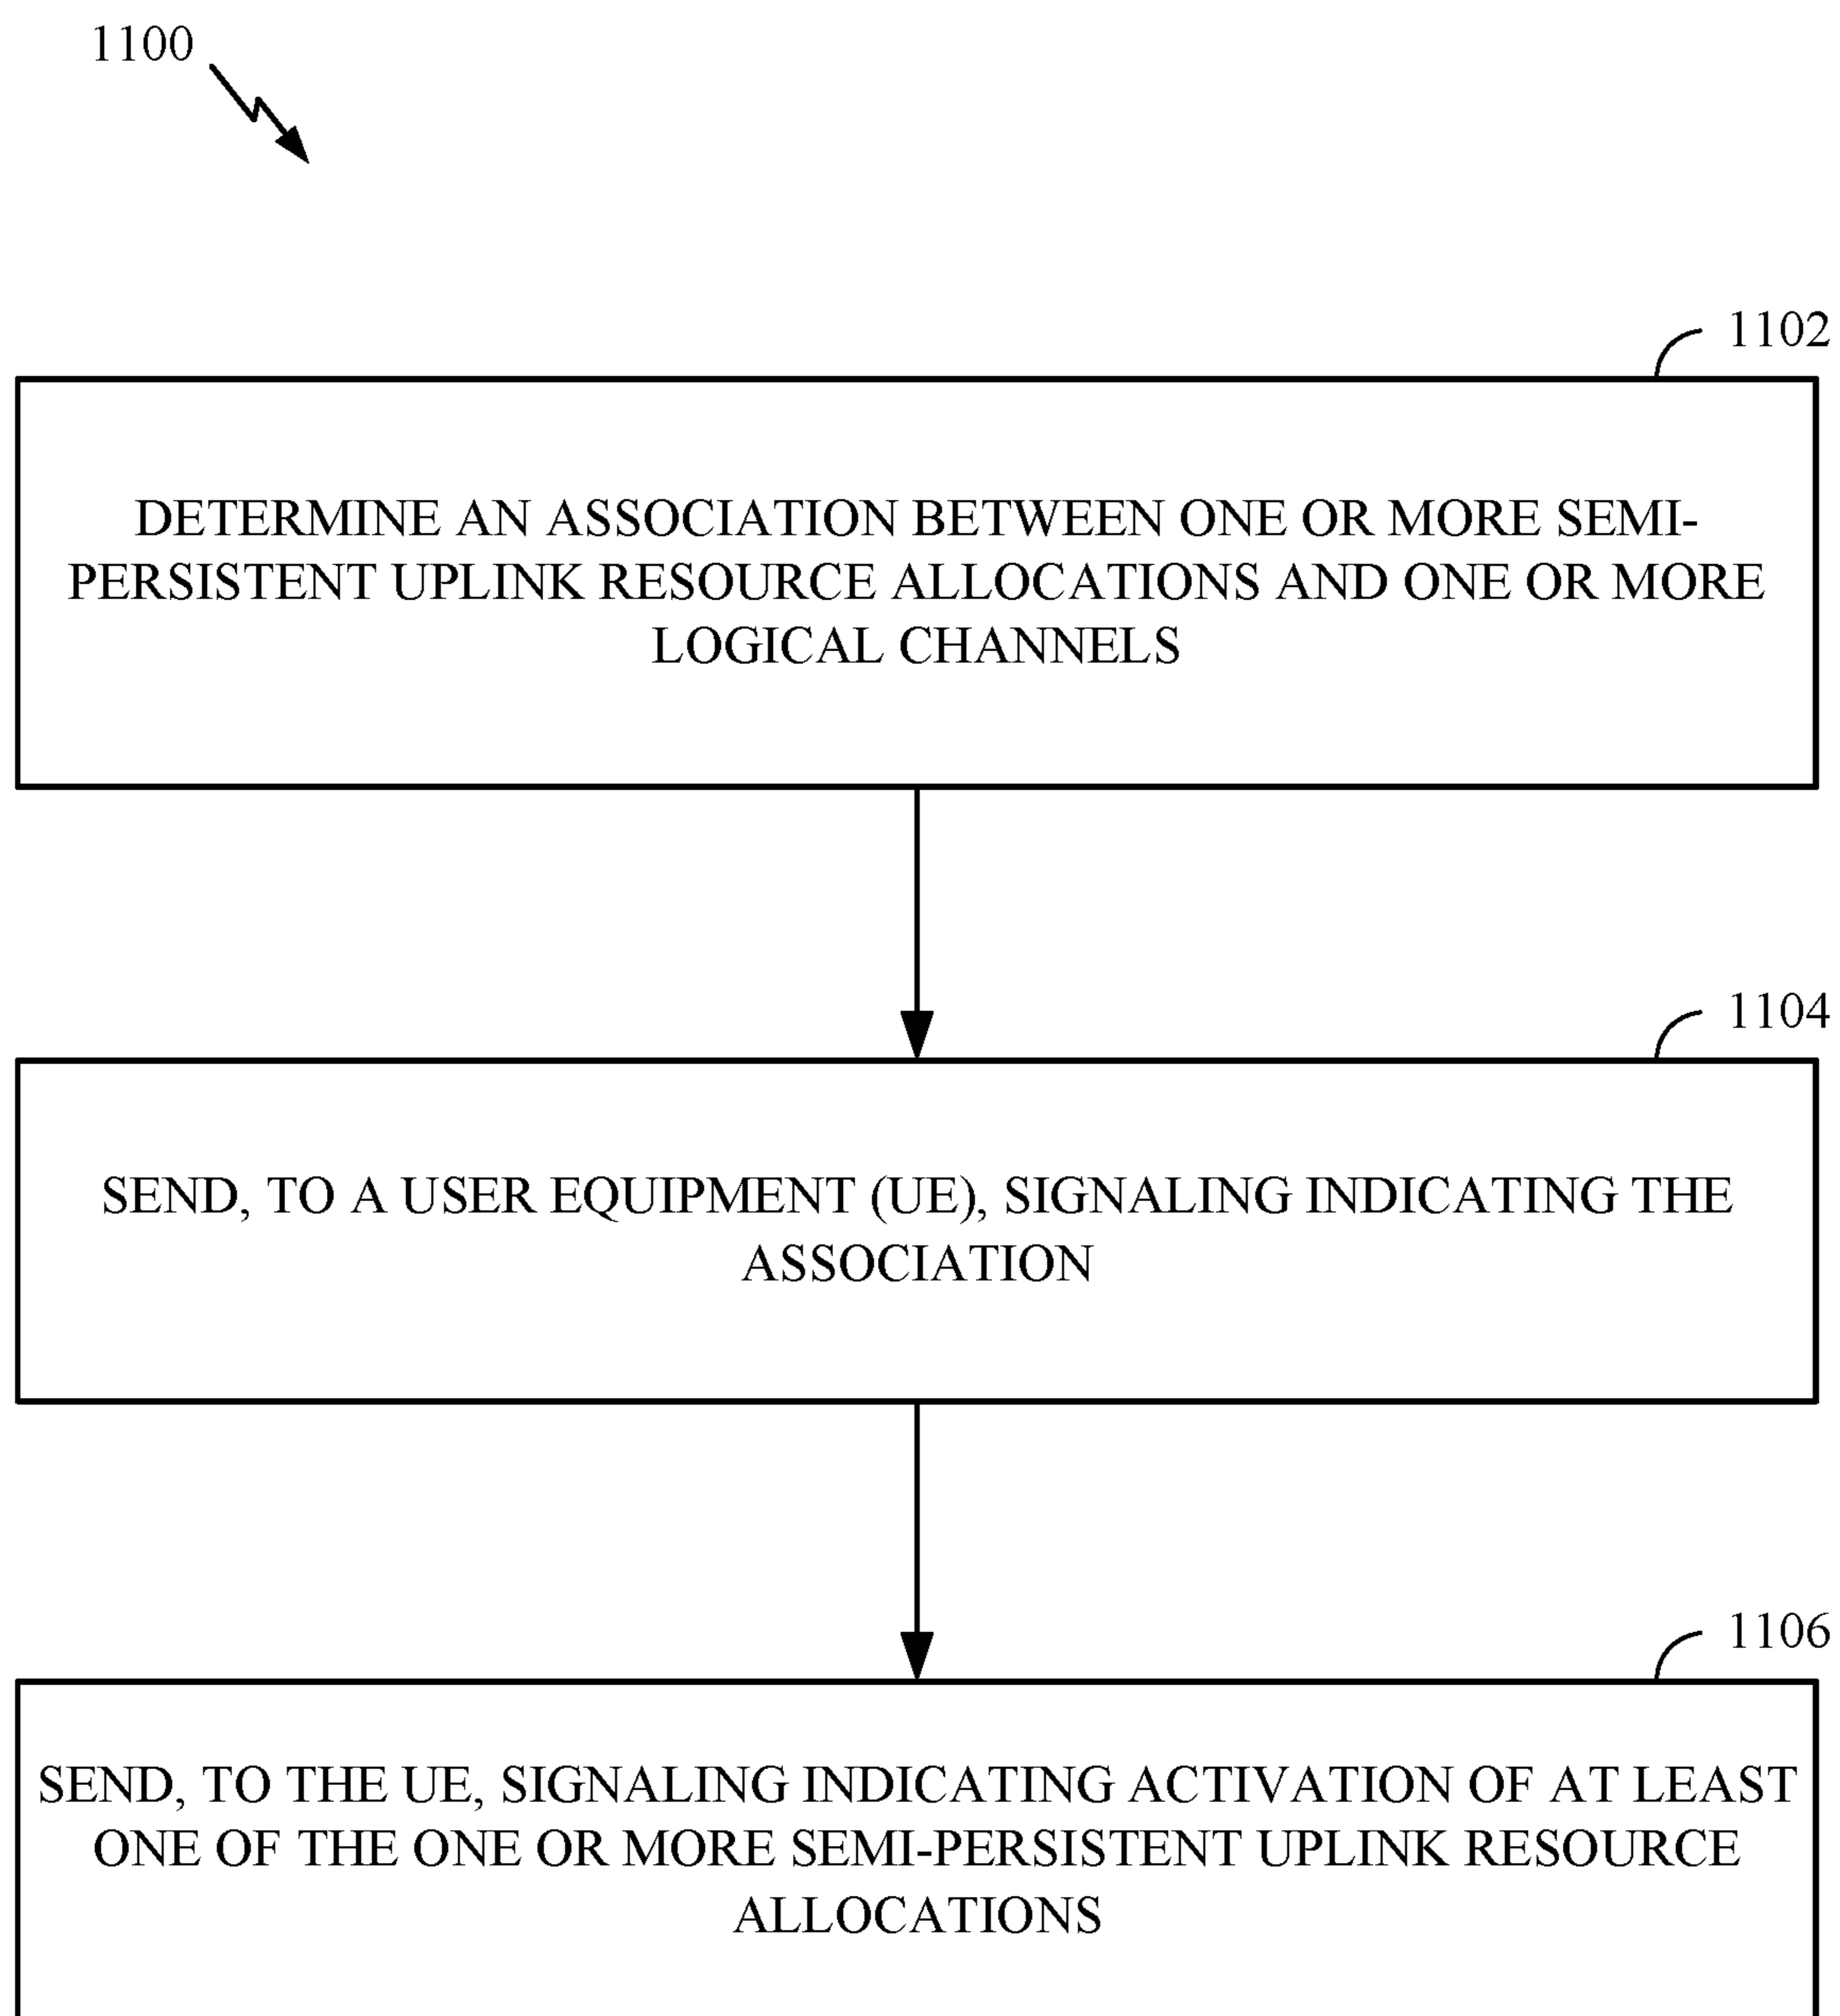 1100
1102
DETERMINE AN ASSOCIATION BETWEEN ONE OR MORE SEMI-
PERSISTENT UPLINK RESOURCE ALLOCATIONS AND ONE OR MORE
LOGICAL CHANNELS
1104
SEND, TO A USER EQUIPMENT (UE), SIGNALING INDICATING THE
ASSOCIATION
1106
SEND, TO THE UE, SIGNALING INDICATING ACTIVATION OF AT LEAST
ONE OF THE ONE OR MORE SEMI-PERSISTENT UPLINK RESOURCE
ALLOCATIONS